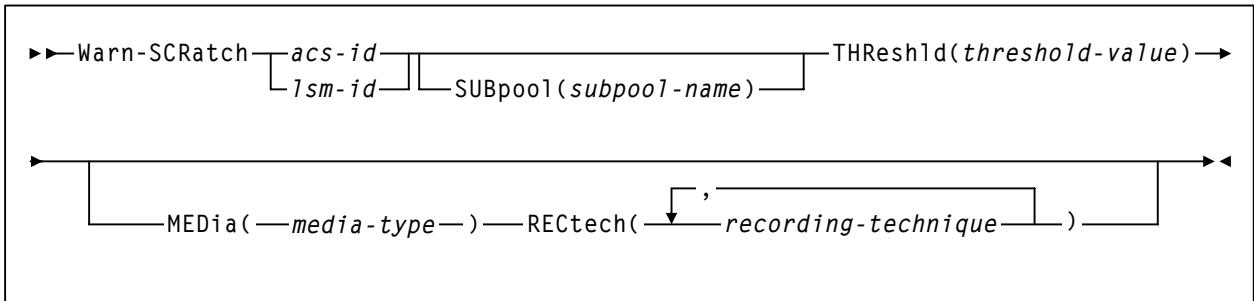 Warn-SCRatch acs-id THReshld(threshold-value)
lsm-id SUBpool(subpool-name)
,
MEDia( media-type ) RECtech( recording-technique )